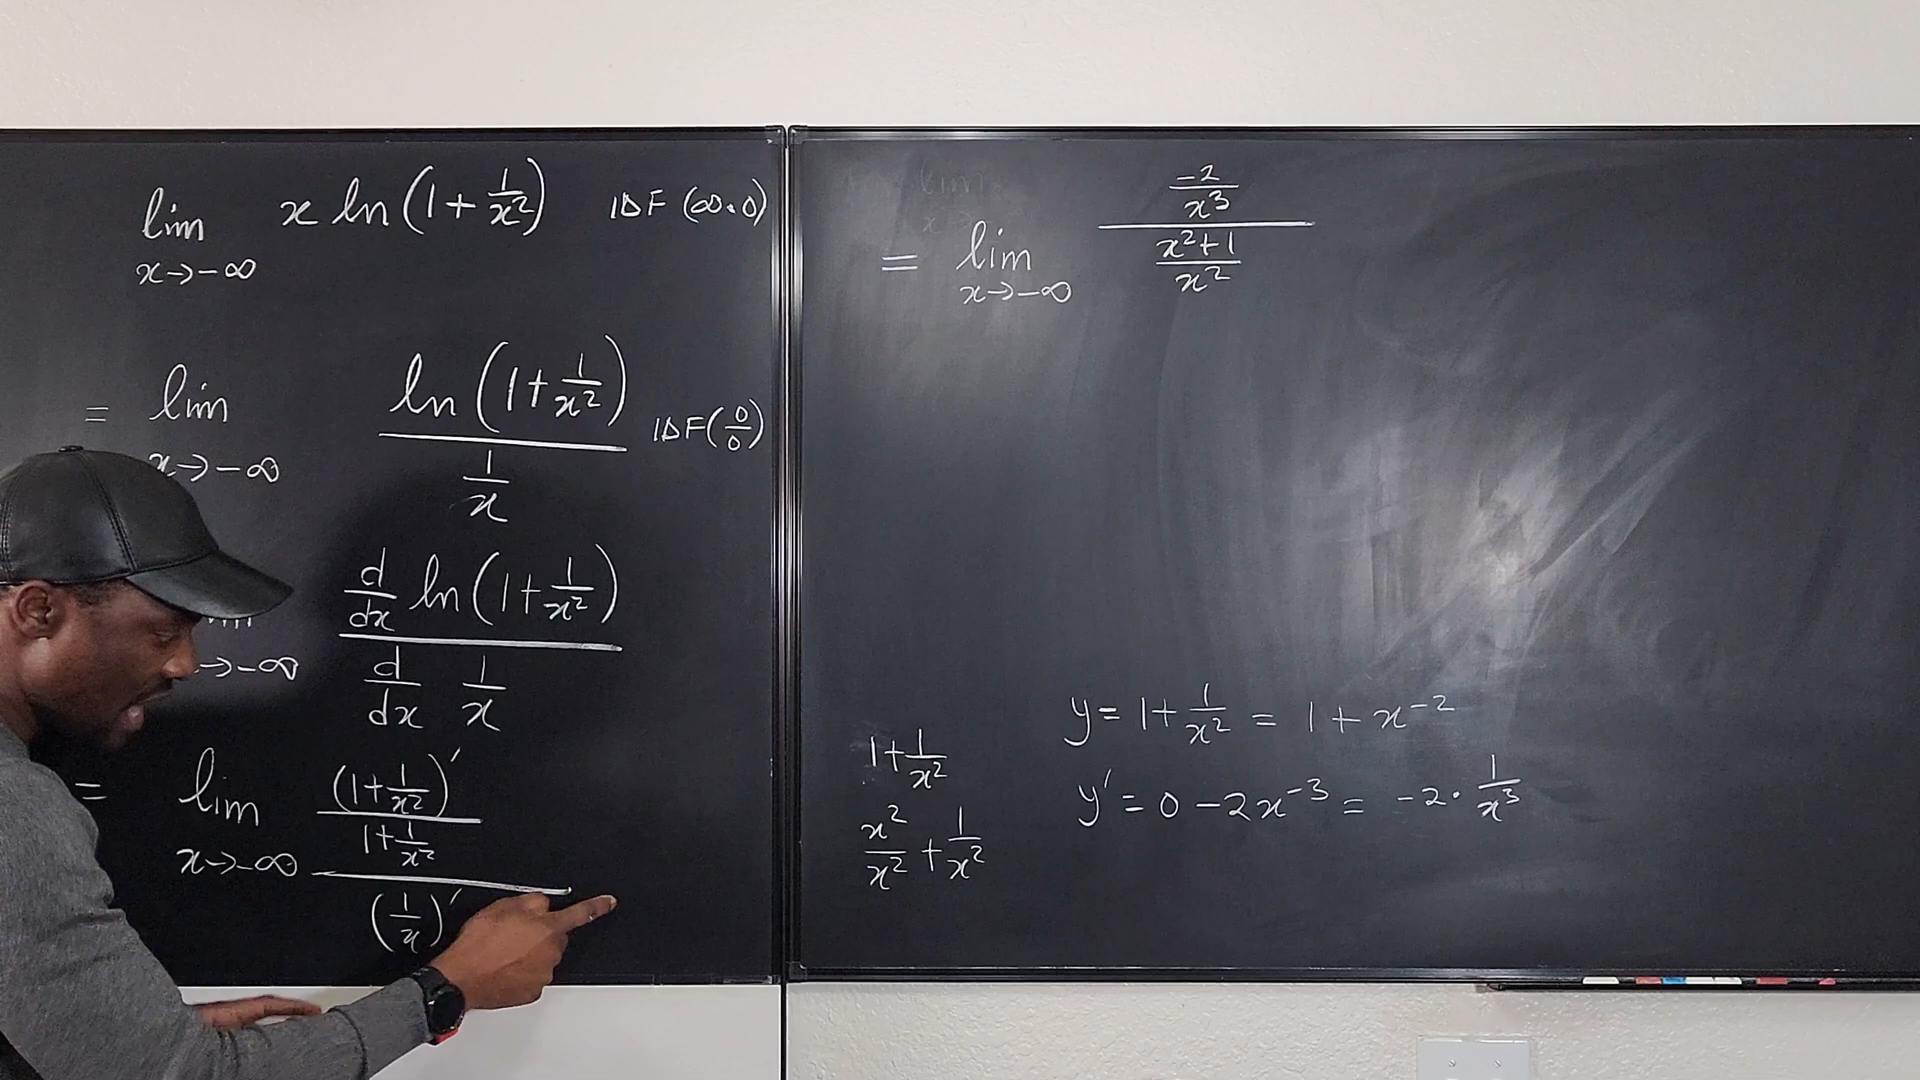 lim x→-∞ x ln(1 + 1/x²) IDF (∞·0)
= lim x→-∞ ln(1 + 1/x²) / (1/x) IDF (0/0)
x→-∞ d/dx ln(1 + 1/x²) / d/dx 1/x
= lim x→-∞ ((1 + 1/x²)′ / (1 + 1/x²)) / (1/x)′
= lim x→-∞ (-2/x³) / ((x²+1)/x²)
1 + 1/x²
x²/x² + 1/x²
y = 1 + 1/x² = 1 + x⁻²
y′ = 0 - 2x⁻³ = -2 · 1/x³